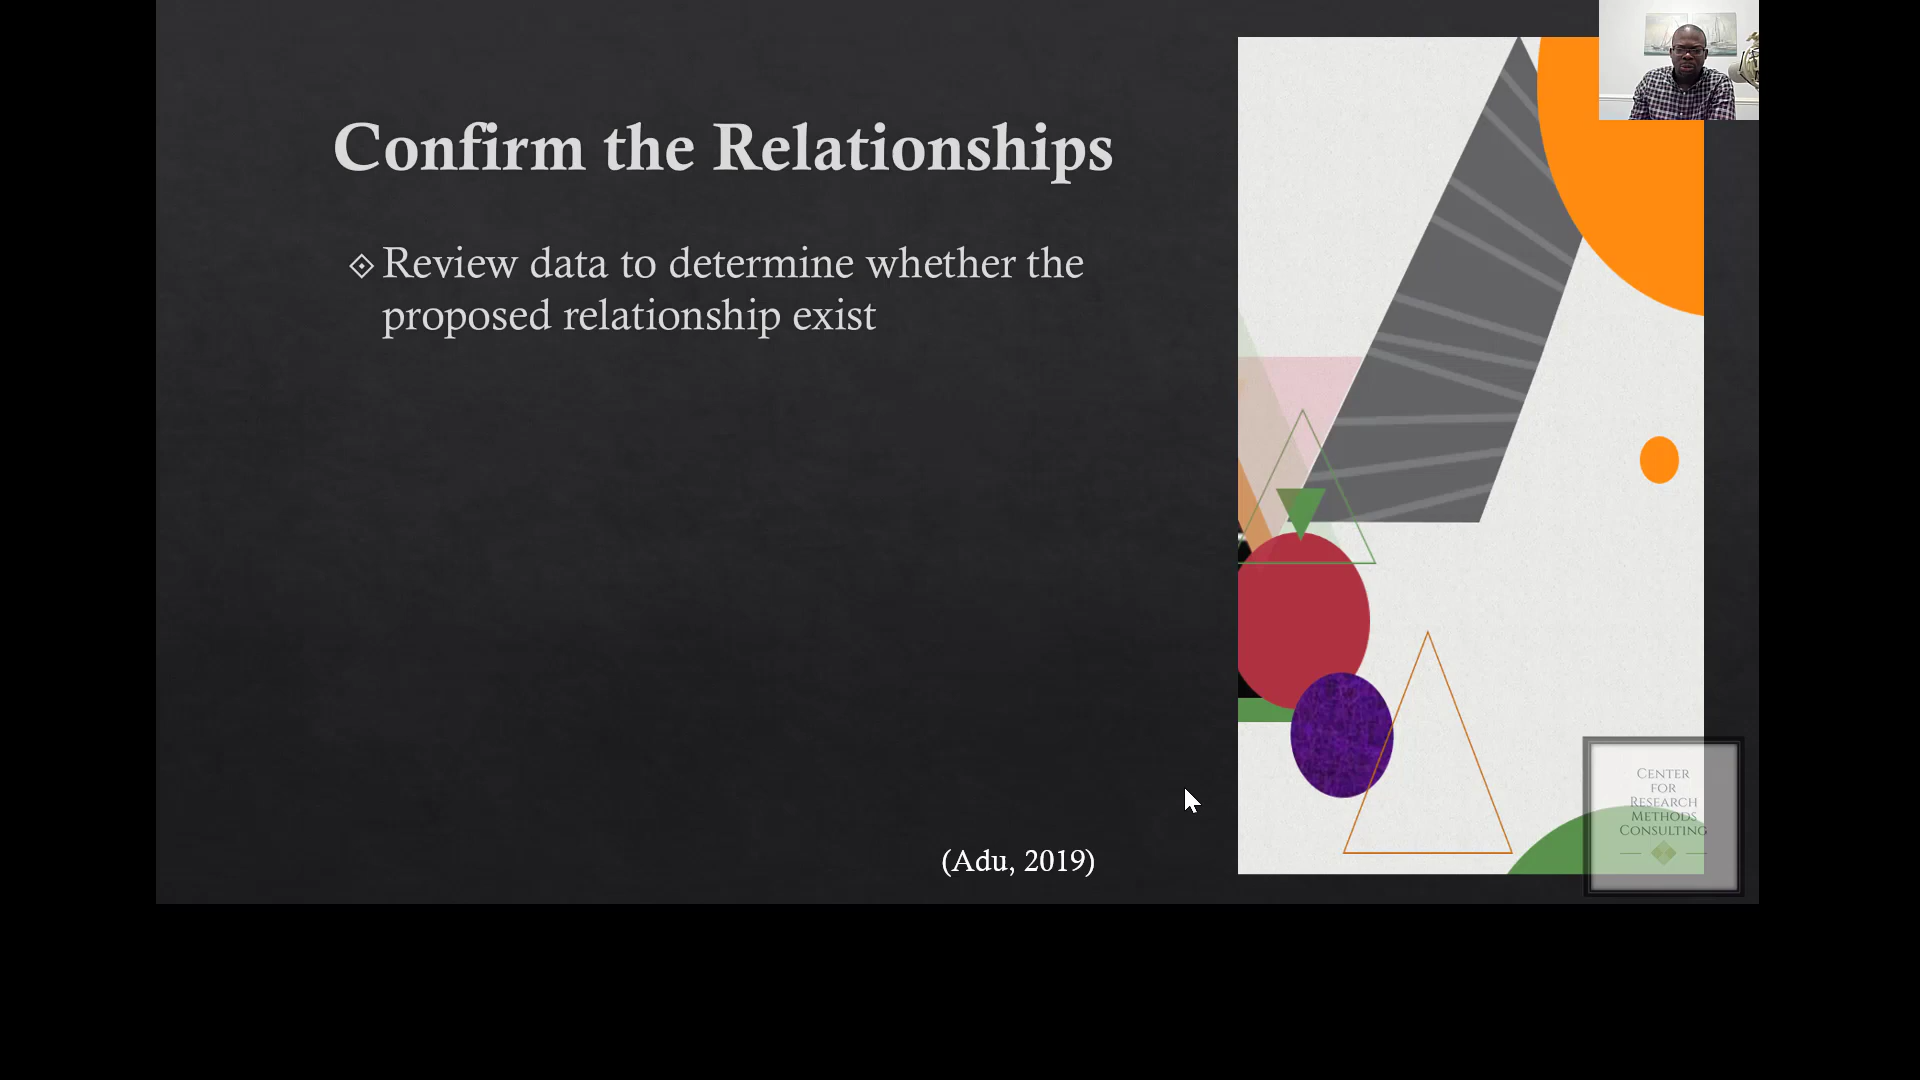 Confirm the Relationships
Review data to determine whether the
proposed relationship exist
(Adu, 2019)
CENTER
FOR
RESEARCH
METHODS
CONSULTING